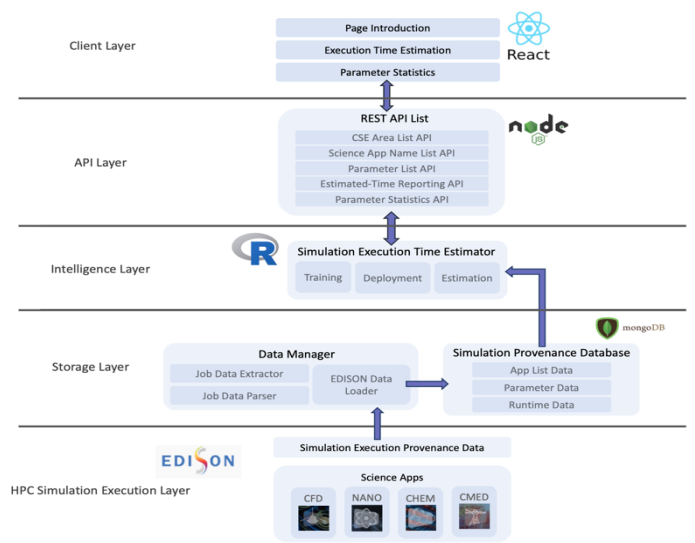 Client Layer
Page Introduction
Execution Time Estimation
Parameter Statistics
React
API Layer
REST API List
CSE Area List API
Science App Name List API
Parameter List API
Estimated-Time Reporting API
Parameter Statistics API
node
JS
Intelligence Layer
R
Simulation Execution Time Estimator
Training
Deployment
Estimation
Storage Layer
mongoDB
Data Manager
Job Data Extractor
Job Data Parser
EDISON Data
Loader
Simulation Provenance Database
App List Data
Parameter Data
Runtime Data
HPC Simulation Execution Layer
EDISON
Simulation Execution Provenance Data
Science Apps
CFD
NANO
CHEM
CMED